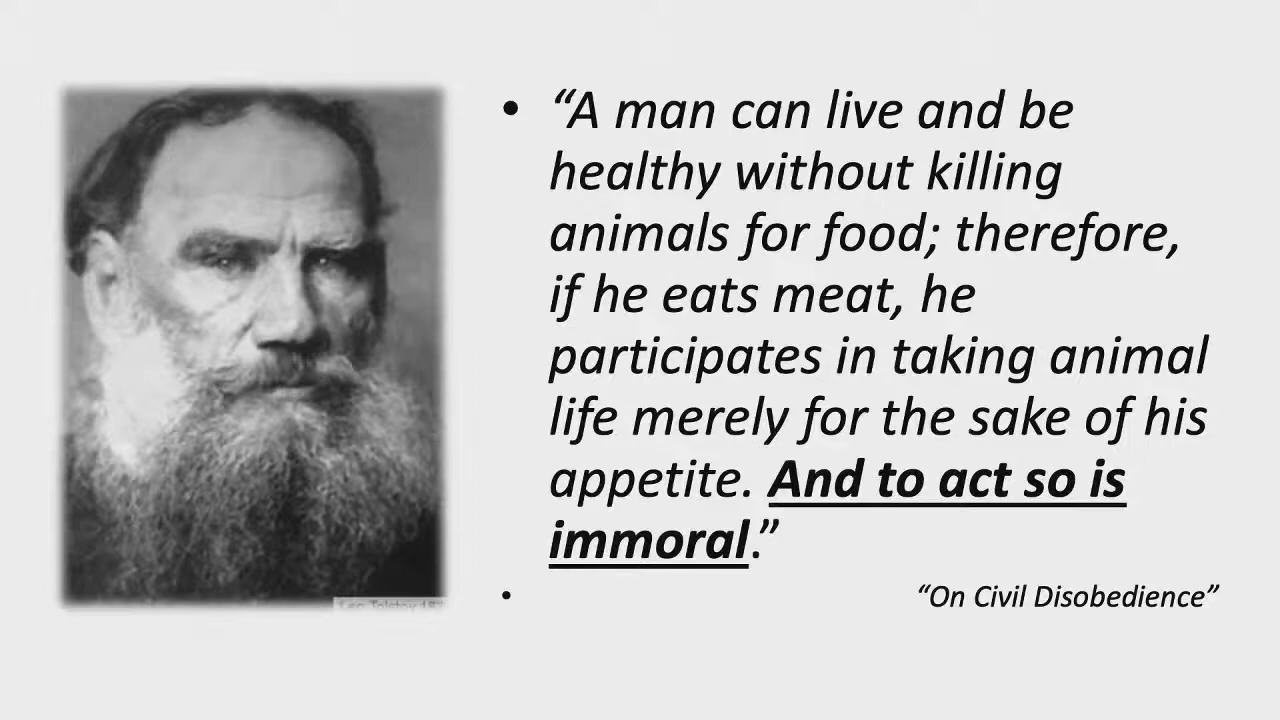 • “A man can live and be
healthy without killing
animals for food; therefore,
if he eats meat, he
participates in taking animal
life merely for the sake of his
appetite. And to act so is
immoral.”
• “On Civil Disobedience”
Leo Tolstoy